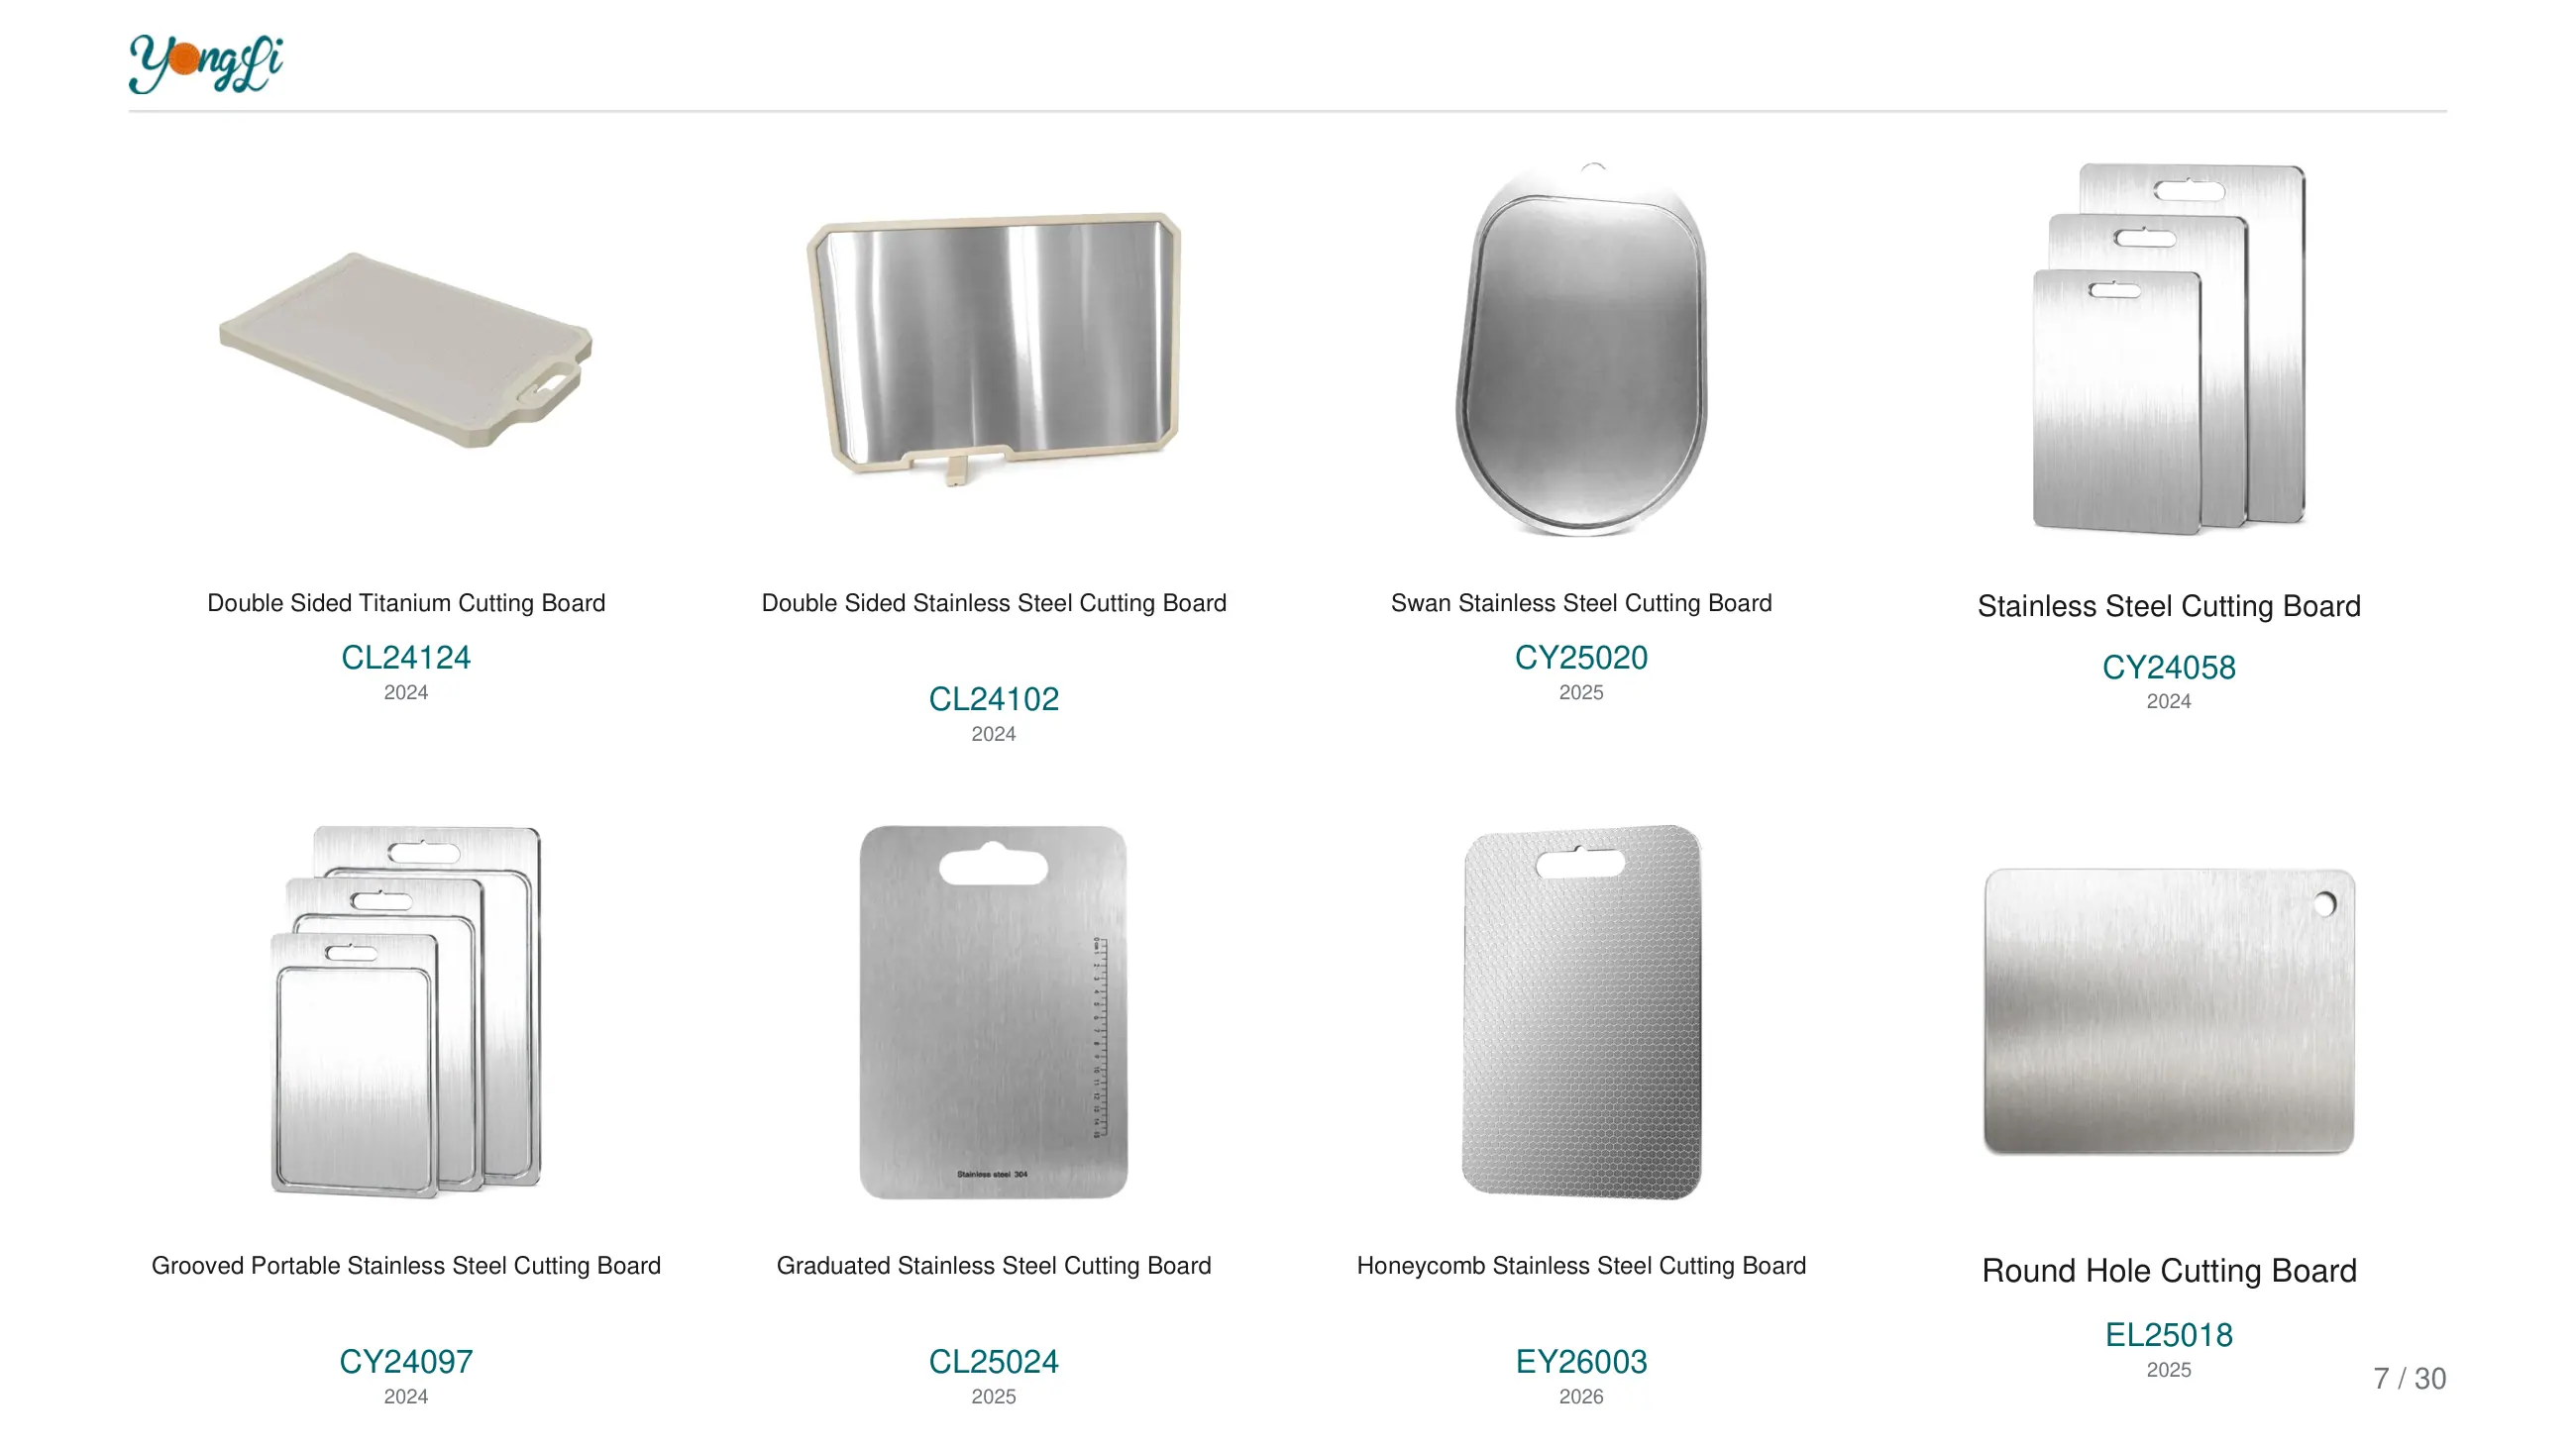 YongLi
Double Sided Titanium Cutting Board
CL24124
2024
Double Sided Stainless Steel Cutting Board
CL24102
2024
Swan Stainless Steel Cutting Board
CY25020
2025
Stainless Steel Cutting Board
CY24058
2024
Stainless steel 304
Grooved Portable Stainless Steel Cutting Board
CY24097
2024
Graduated Stainless Steel Cutting Board
CL25024
2025
Honeycomb Stainless Steel Cutting Board
EY26003
2026
Round Hole Cutting Board
EL25018
2025
7 / 30